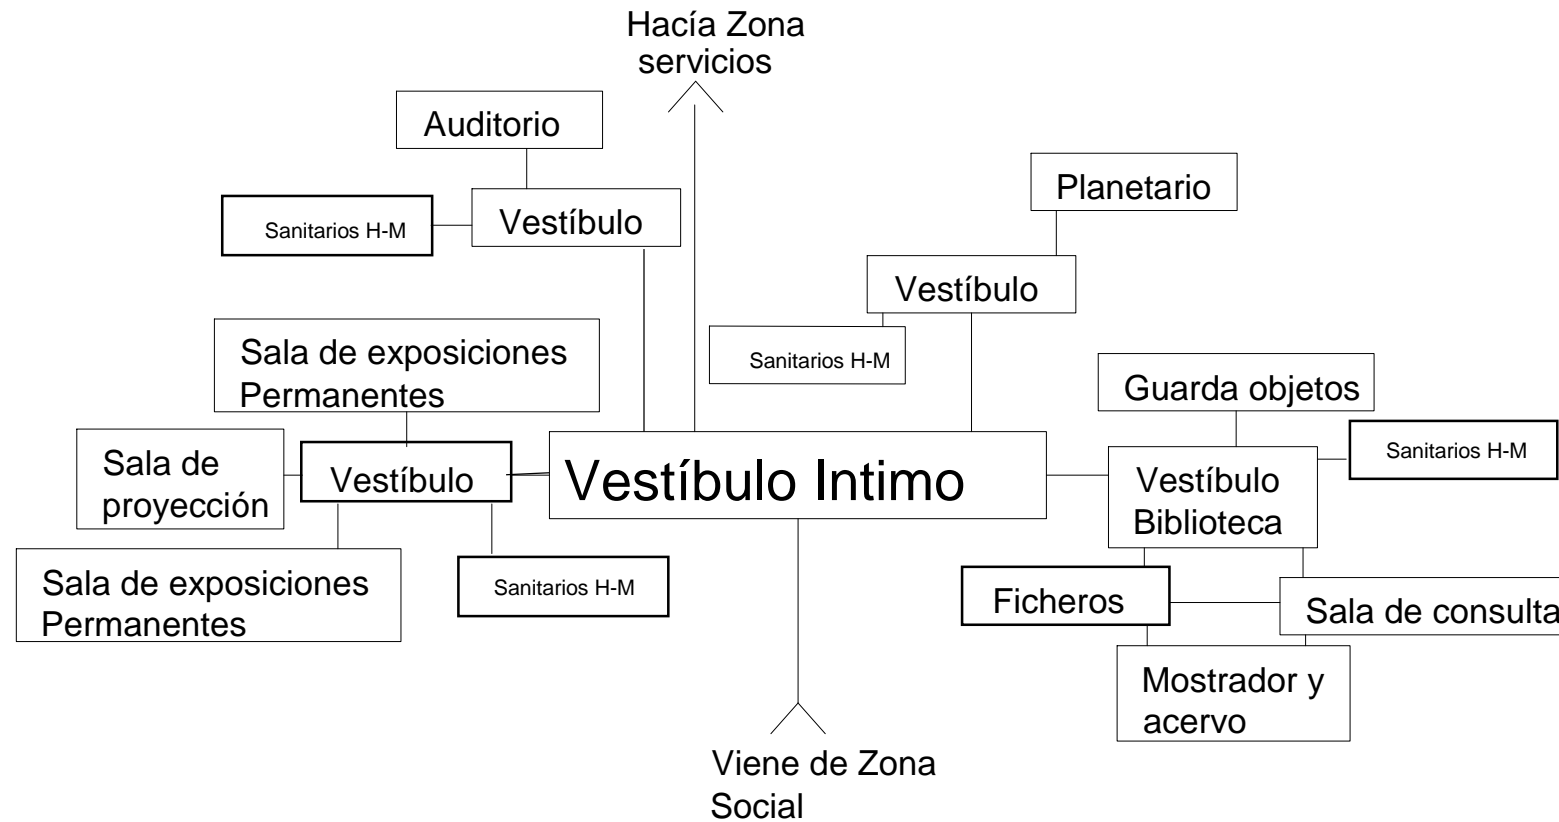 Hacía Zona
servicios
Auditorio
Planetario
Sanitarios H-M
Vestíbulo
Vestíbulo
Sala de exposiciones
Permanentes
Sanitarios H-M
Guarda objetos
Sala de
proyección
Vestíbulo
Vestíbulo Intimo
Vestíbulo
Biblioteca
Sanitarios H-M
Sala de exposiciones
Permanentes
Sanitarios H-M
Ficheros
Sala de consulta
Mostrador y
acervo
Viene de Zona
Social